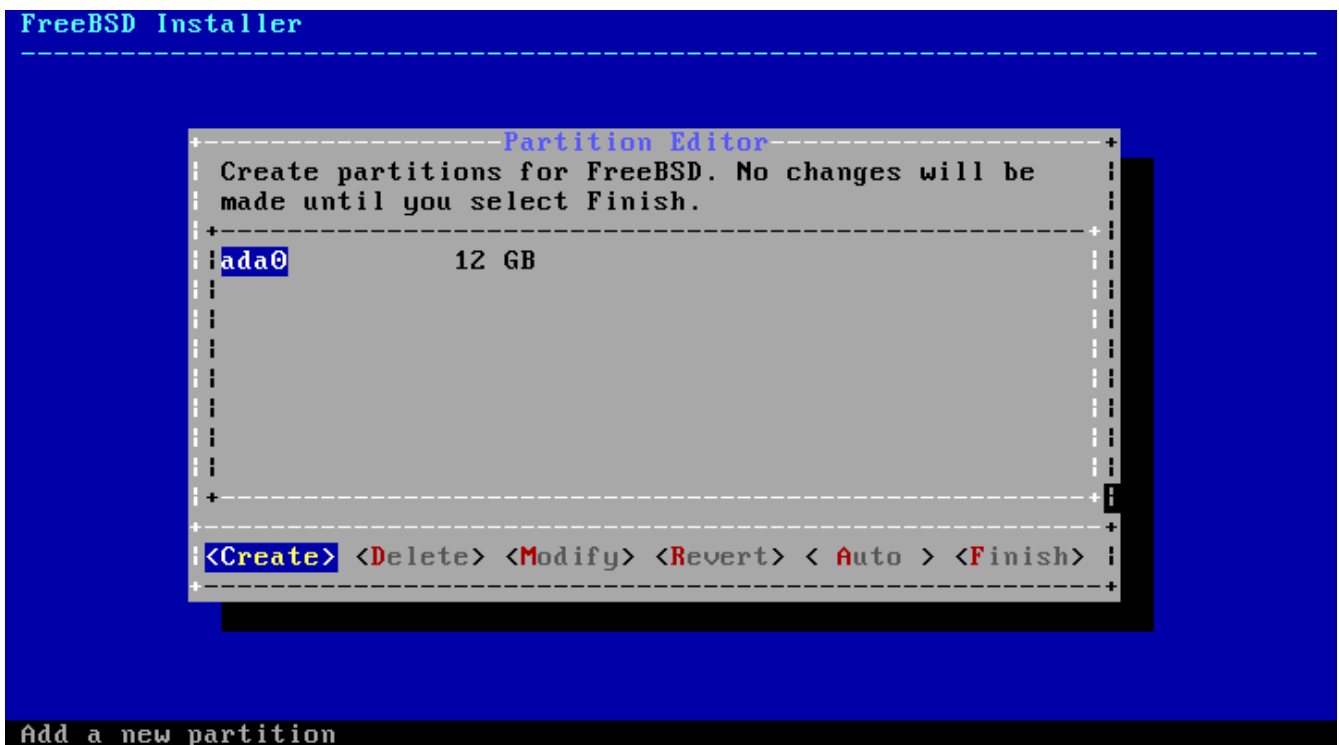 FreeBSD Installer
Partition Editor
Create partitions for FreeBSD. No changes will be
made until you select Finish.
ada0 12 GB
<Create> <Delete> <Modify> <Revert> < Auto > <Finish>
Add a new partition